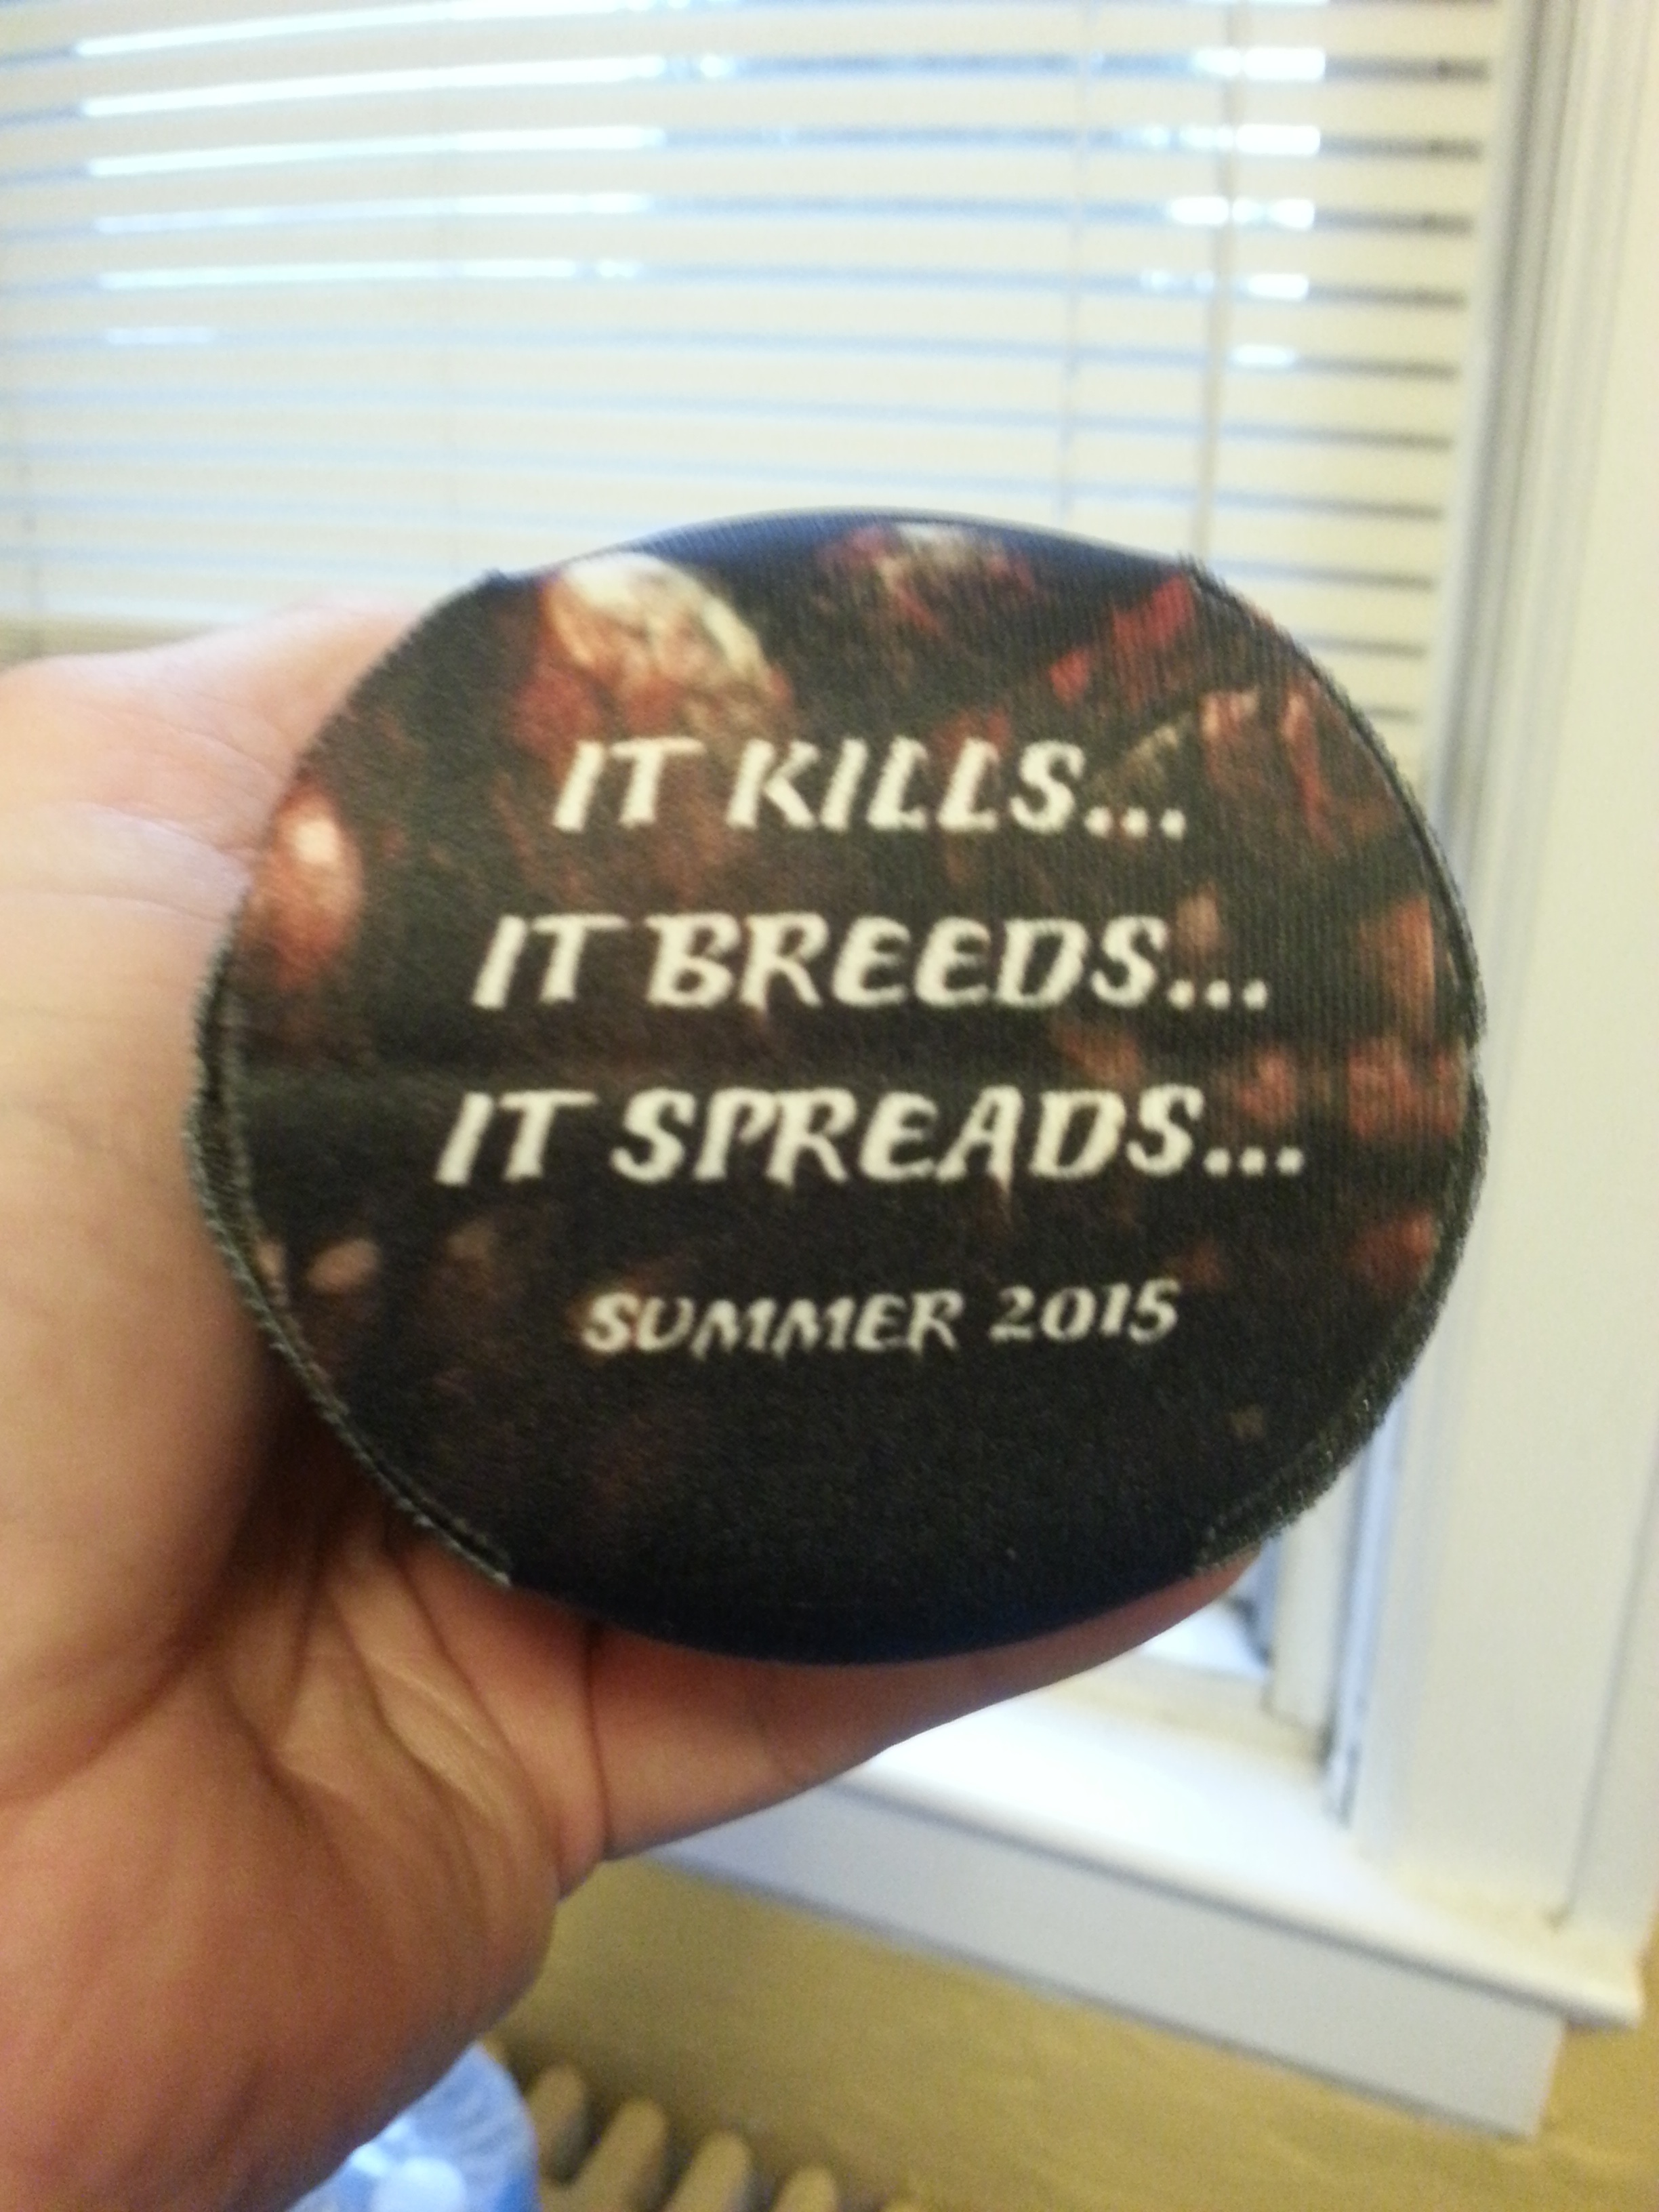 IT KILLS...
IT BREEDS...
IT SPREADS...
SUMMER 2015